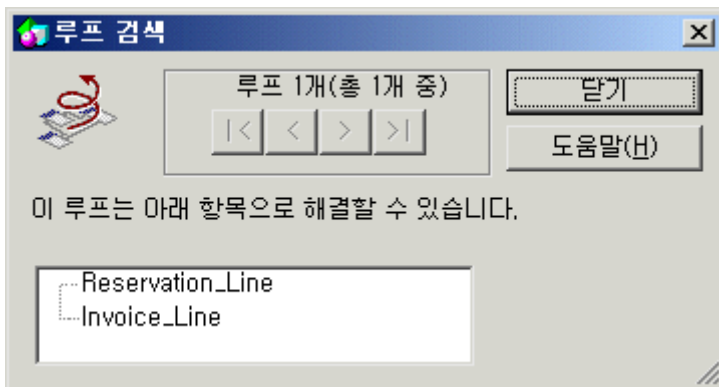 루프 검색
루프 1개(총 1개 중)
|< < > >|
닫기
도움말(H)
이 루프는 아래 항목으로 해결할 수 있습니다.
Reservation_Line
Invoice_Line